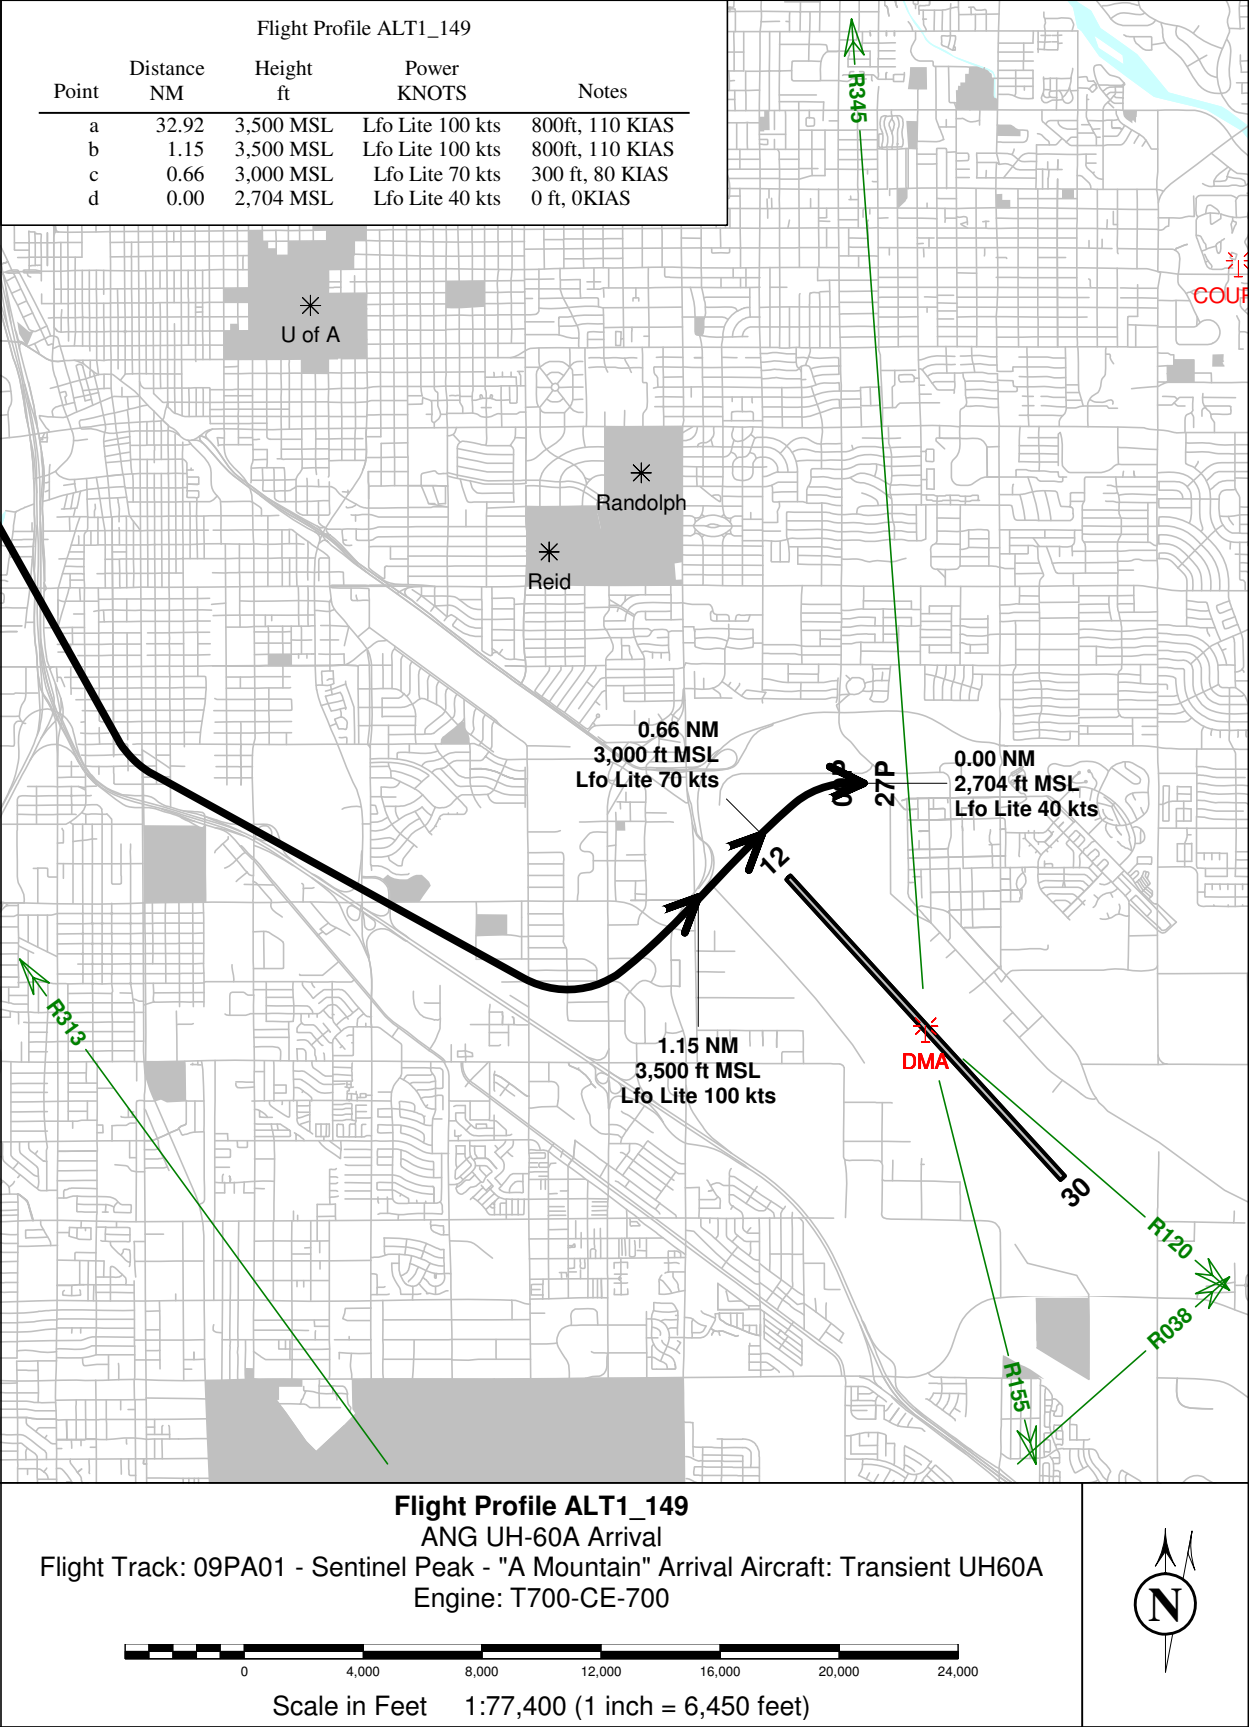 Flight Profile ALT1_149
Distance Height Power
Point NM ft KNOTS Notes
a 32.92 3,500 MSL Lfo Lite 100 kts 800ft, 110 KIAS
b 1.15 3,500 MSL Lfo Lite 100 kts 800ft, 110 KIAS
c 0.66 3,000 MSL Lfo Lite 70 kts 300 ft, 80 KIAS
d 0.00 2,704 MSL Lfo Lite 40 kts 0 ft, 0KIAS
R345
U of A
Randolph
Reid
0.66 NM
3,000 ft MSL
Lfo Lite 70 kts
27P
0.00 NM
2,704 ft MSL
Lfo Lite 40 kts
12
R313
1.15 NM
3,500 ft MSL
Lfo Lite 100 kts
DMA
30
R120
R038
R155
Flight Profile ALT1_149
ANG UH-60A Arrival
Flight Track: 09PA01 - Sentinel Peak - "A Mountain" Arrival Aircraft: Transient UH60A
Engine: T700-CE-700
0 4,000 8,000 12,000 16,000 20,000 24,000
Scale in Feet 1:77,400 (1 inch = 6,450 feet)
N